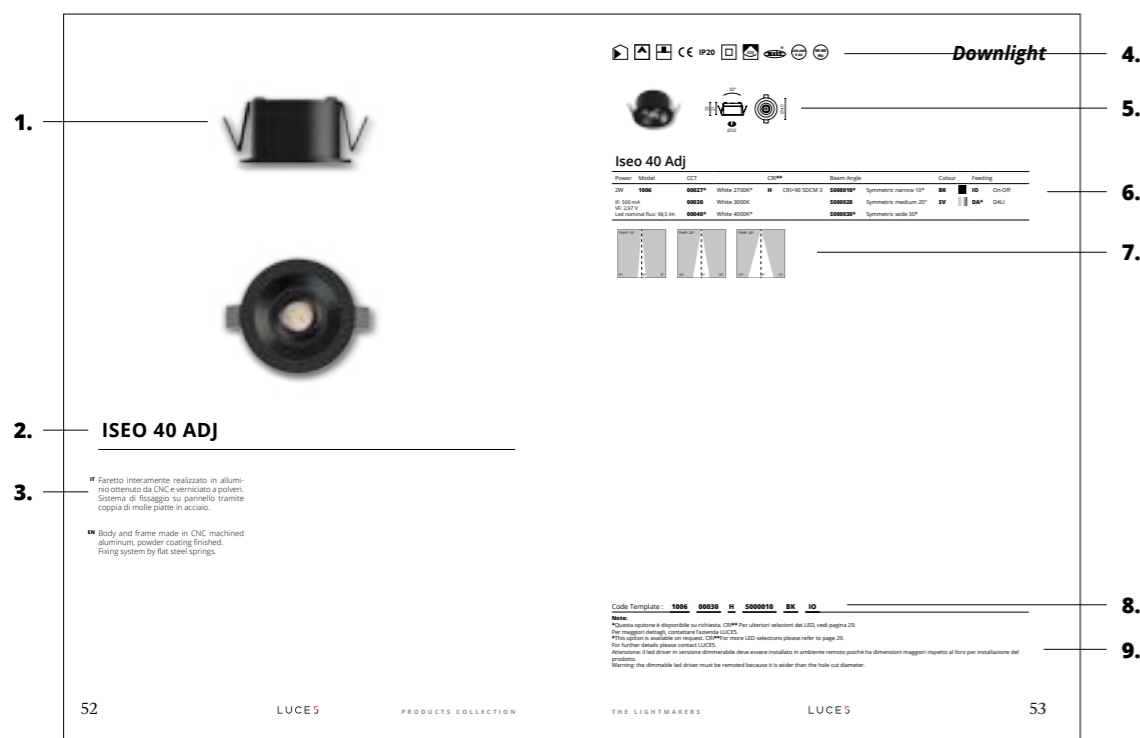 1.
2.
ISEO 40 ADJ
3.
IT Faretto interamente realizzato in allumi-
nio ottenuto da CNC e verniciato a polveri.
Sistema di fissaggio su pannello tramite
coppia di molle piatte in acciaio.
EN Body and frame made in CNC machined
aluminum, powder coating finished.
Fixing system by flat steel springs.
52
LUCE5
PRODUCTS COLLECTION
CE IP20
Downlight
4.
30°
5.
Iseo 40 Adj
Power Model CCT CRI** Beam Angle Colour Feeding
2W 1006 00027* White 2700K* H CRI>90 SDCM 3 S000010* Symmetric narrow 10* BK IO On-Off
6.
IF: 500 mA 00030 White 3000K S000020 Symmetric medium 20° SV DA* DALI
VF: 2,97 V
Led nominal flux: 98,5 lm 00040* White 4000K* S000030* Symmetric wide 30*
7.
Code Template : 1006 00030 H S000010 BK IO
8.
Note:
*Questa opzione è disponibile su richiesta. CRI** Per ulteriori selezioni dei LED, vedi pagina 29.
Per maggiori dettagli, contattare l'azienda LUCE5.
*This option is available on request. CRI**For more LED selections please refer to page 29.
For further details please contact LUCE5.
Attenzione: il led driver in versione dimmerabile deve essere installato in ambiente remoto poichè ha dimensioni maggiori rispetto al foro per installazione del
prodotto.
Warning: the dimmable led driver must be remoted because it is wider than the hole cut diameter.
9.
THE LIGHTMAKERS
LUCE5
53